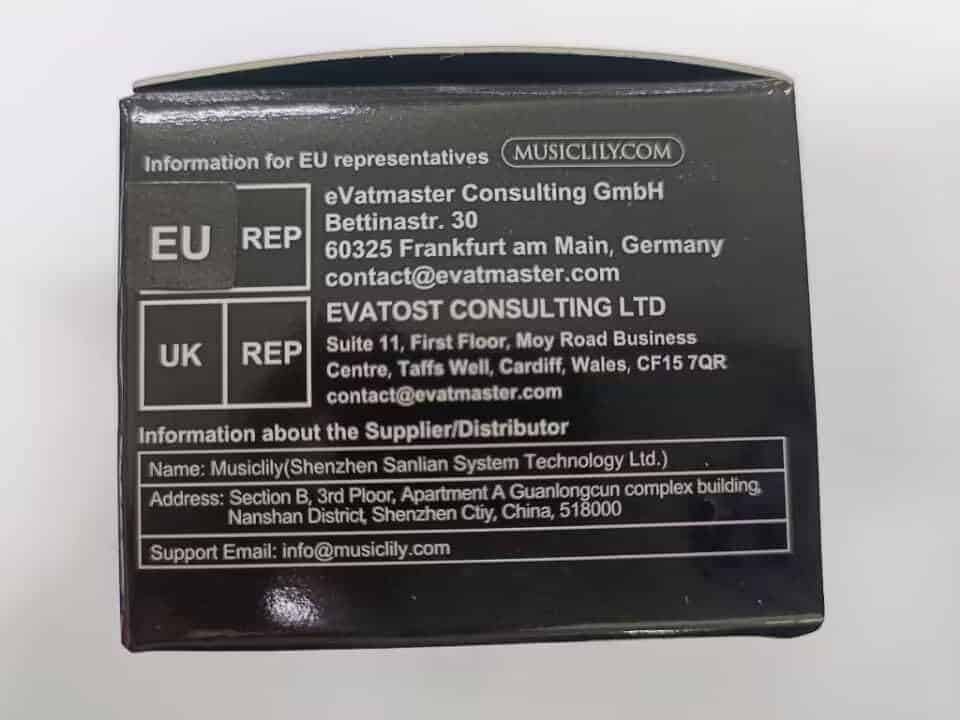 Information for EU representatives MUSICLILY.COM
EU REP
eVatmaster Consulting GmbH
Bettinastr. 30
60325 Frankfurt am Main, Germany
contact@evatmaster.com
UK REP
EVATOST CONSULTING LTD
Suite 11, First Floor, Moy Road Business
Centre, Taffs Well, Cardiff, Wales, CF15 7QR
contact@evatmaster.com
Information about the Supplier/Distributor
Name: Musiclily(Shenzhen Sanlian System Technology Ltd.)
Address: Section B, 3rd Ploor, Apartment A Guanlongcun complex building,
Nanshan District, Shenzhen Ctiy, China, 518000
Support Email: info@musiclily.com